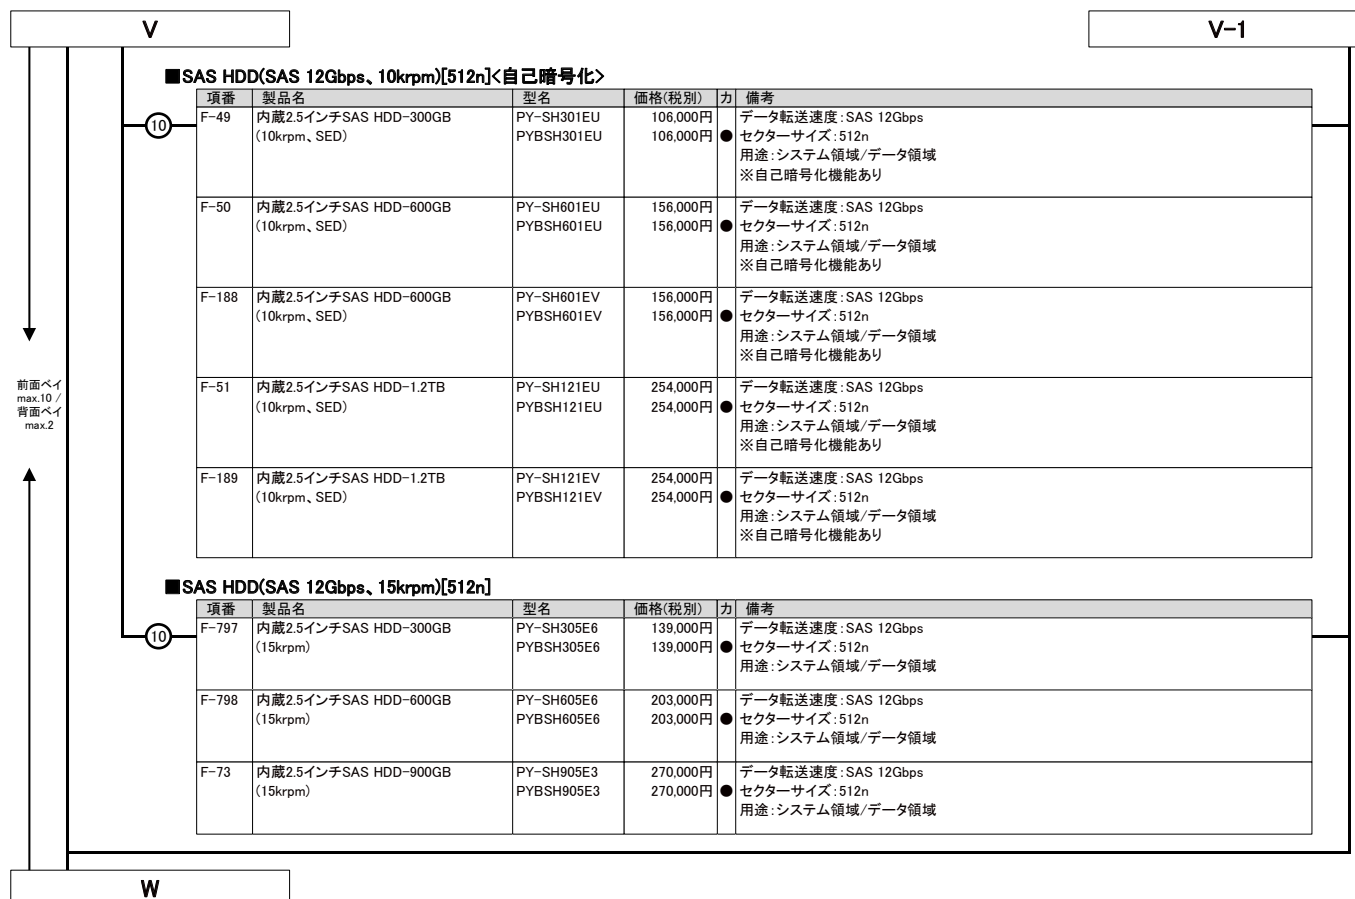 V
V-1
■SAS HDD(SAS 12Gbps、10krpm)[512n]<自己暗号化>
項番 製品名 型名 価格(税別) カ 備考
⑩
F-49 内蔵2.5インチSAS HDD-300GB PY-SH301EU 106,000円 データ転送速度:SAS 12Gbps
(10krpm、SED) PYBSH301EU 106,000円 ● セクターサイズ:512n
用途:システム領域/データ領域
※自己暗号化機能あり
F-50 内蔵2.5インチSAS HDD-600GB PY-SH601EU 156,000円 データ転送速度:SAS 12Gbps
(10krpm、SED) PYBSH601EU 156,000円 ● セクターサイズ:512n
用途:システム領域/データ領域
※自己暗号化機能あり
F-188 内蔵2.5インチSAS HDD-600GB PY-SH601EV 156,000円 データ転送速度:SAS 12Gbps
(10krpm、SED) PYBSH601EV 156,000円 ● セクターサイズ:512n
用途:システム領域/データ領域
※自己暗号化機能あり
前面ベイ
max.10 /
背面ベイ
max.2
F-51 内蔵2.5インチSAS HDD-1.2TB PY-SH121EU 254,000円 データ転送速度:SAS 12Gbps
(10krpm、SED) PYBSH121EU 254,000円 ● セクターサイズ:512n
用途:システム領域/データ領域
※自己暗号化機能あり
F-189 内蔵2.5インチSAS HDD-1.2TB PY-SH121EV 254,000円 データ転送速度:SAS 12Gbps
(10krpm、SED) PYBSH121EV 254,000円 ● セクターサイズ:512n
用途:システム領域/データ領域
※自己暗号化機能あり
■SAS HDD(SAS 12Gbps、15krpm)[512n]
項番 製品名 型名 価格(税別) カ 備考
⑩
F-797 内蔵2.5インチSAS HDD-300GB PY-SH305E6 139,000円 データ転送速度:SAS 12Gbps
(15krpm) PYBSH305E6 139,000円 ● セクターサイズ:512n
用途:システム領域/データ領域
F-798 内蔵2.5インチSAS HDD-600GB PY-SH605E6 203,000円 データ転送速度:SAS 12Gbps
(15krpm) PYBSH605E6 203,000円 ● セクターサイズ:512n
用途:システム領域/データ領域
F-73 内蔵2.5インチSAS HDD-900GB PY-SH905E3 270,000円 データ転送速度:SAS 12Gbps
(15krpm) PYBSH905E3 270,000円 ● セクターサイズ:512n
用途:システム領域/データ領域
W